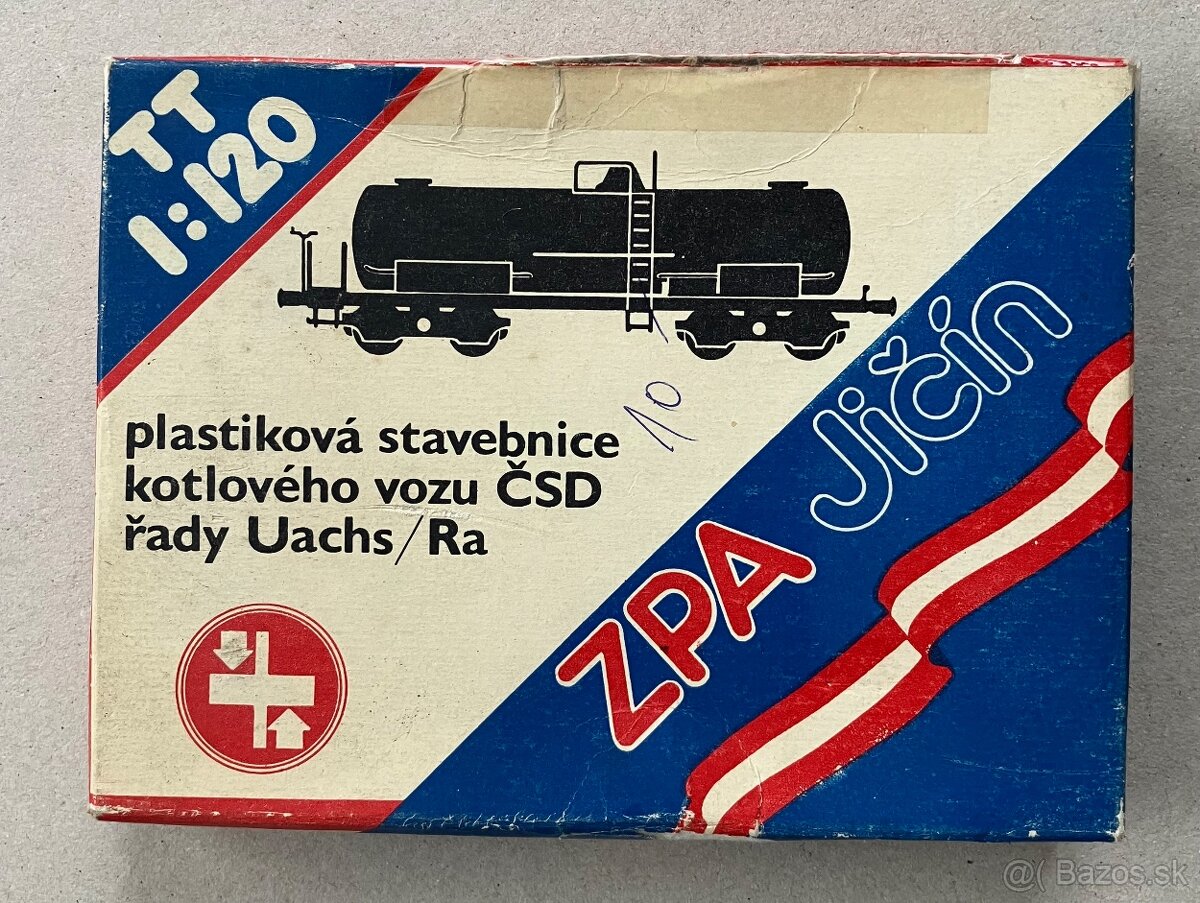 TT
1:120
10,
plastiková stavebnice
kotlového vozu ČSD
řady Uachs/Ra
ZPA Jičín
@( Bazos.sk